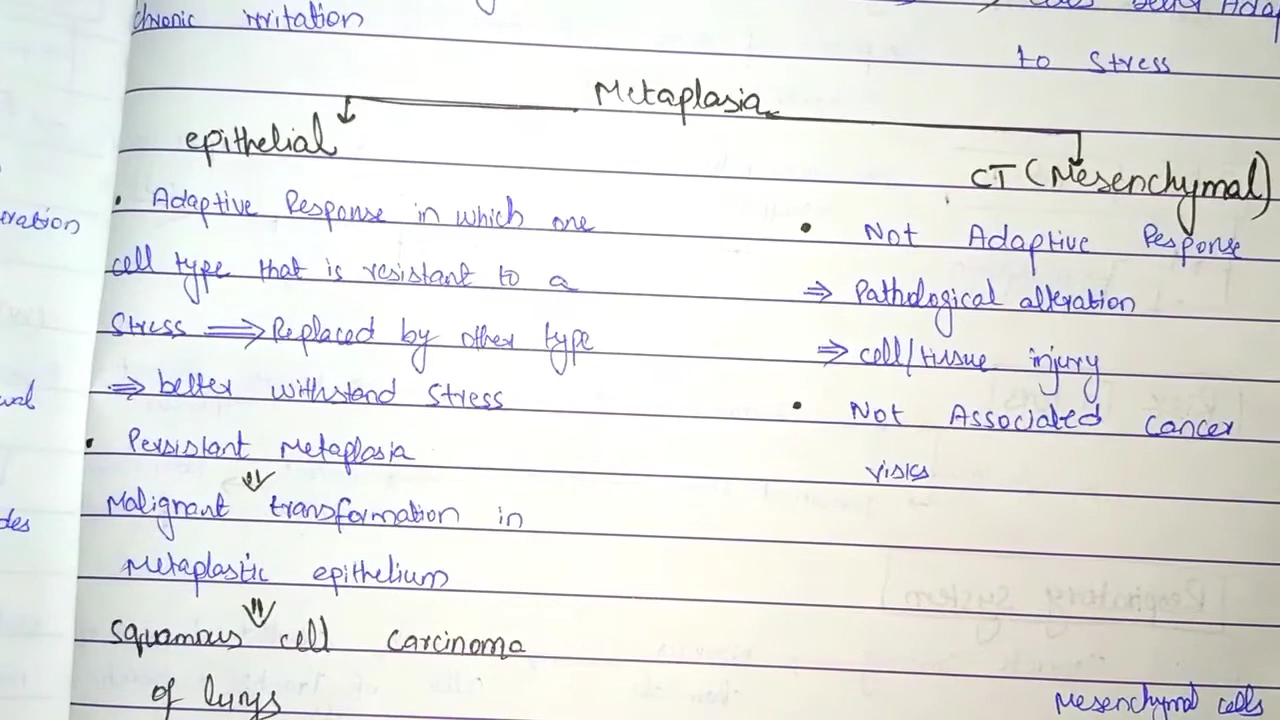 chronic irritation
to stress
Metaplasia
epithelial
CT (Mesenchymal)
• Adaptive Response in which one
cell type that is resistant to a
stress ⟹ Replaced by other type
⇒ better withstand stress
• Persistant metaplasia
⇓
Malignant transformation in
Metaplastic epithelium
⇓
squamous cell carcinoma
of lungs
• Not Adaptive Response
⇒ pathological alteration
⇒ cell/tissue injury
• Not Associated cancer
risks
Mesenchymal cells